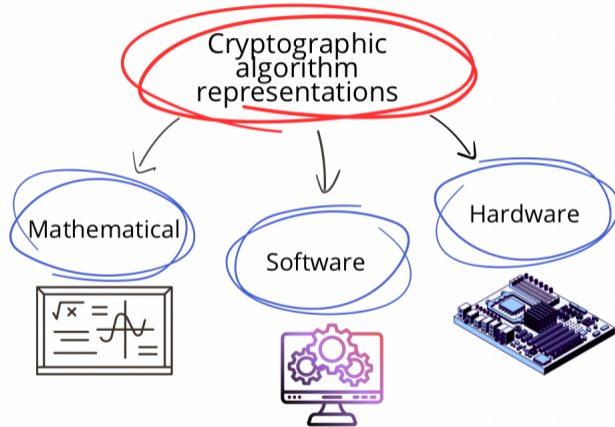 Cryptographic
algorithm
representations
Mathematical
Software
Hardware
√x =